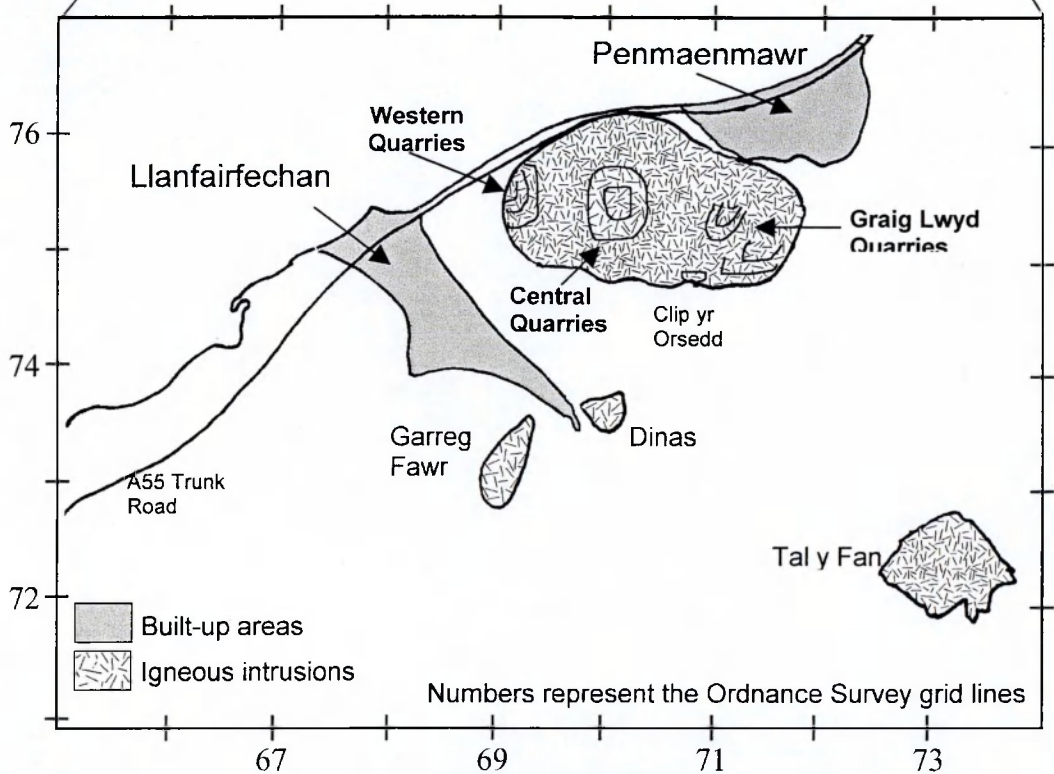 Penmaenmawr
76
Western
Quarries
Llanfairfechan
Graig Lwyd
Quarries
Central
Quarries
Clip yr
Orsedd
74
Garreg
Fawr
Dinas
A55 Trunk
Road
Tal y Fan
72
Built-up areas
Igneous intrusions
Numbers represent the Ordnance Survey grid lines
67
69
71
73